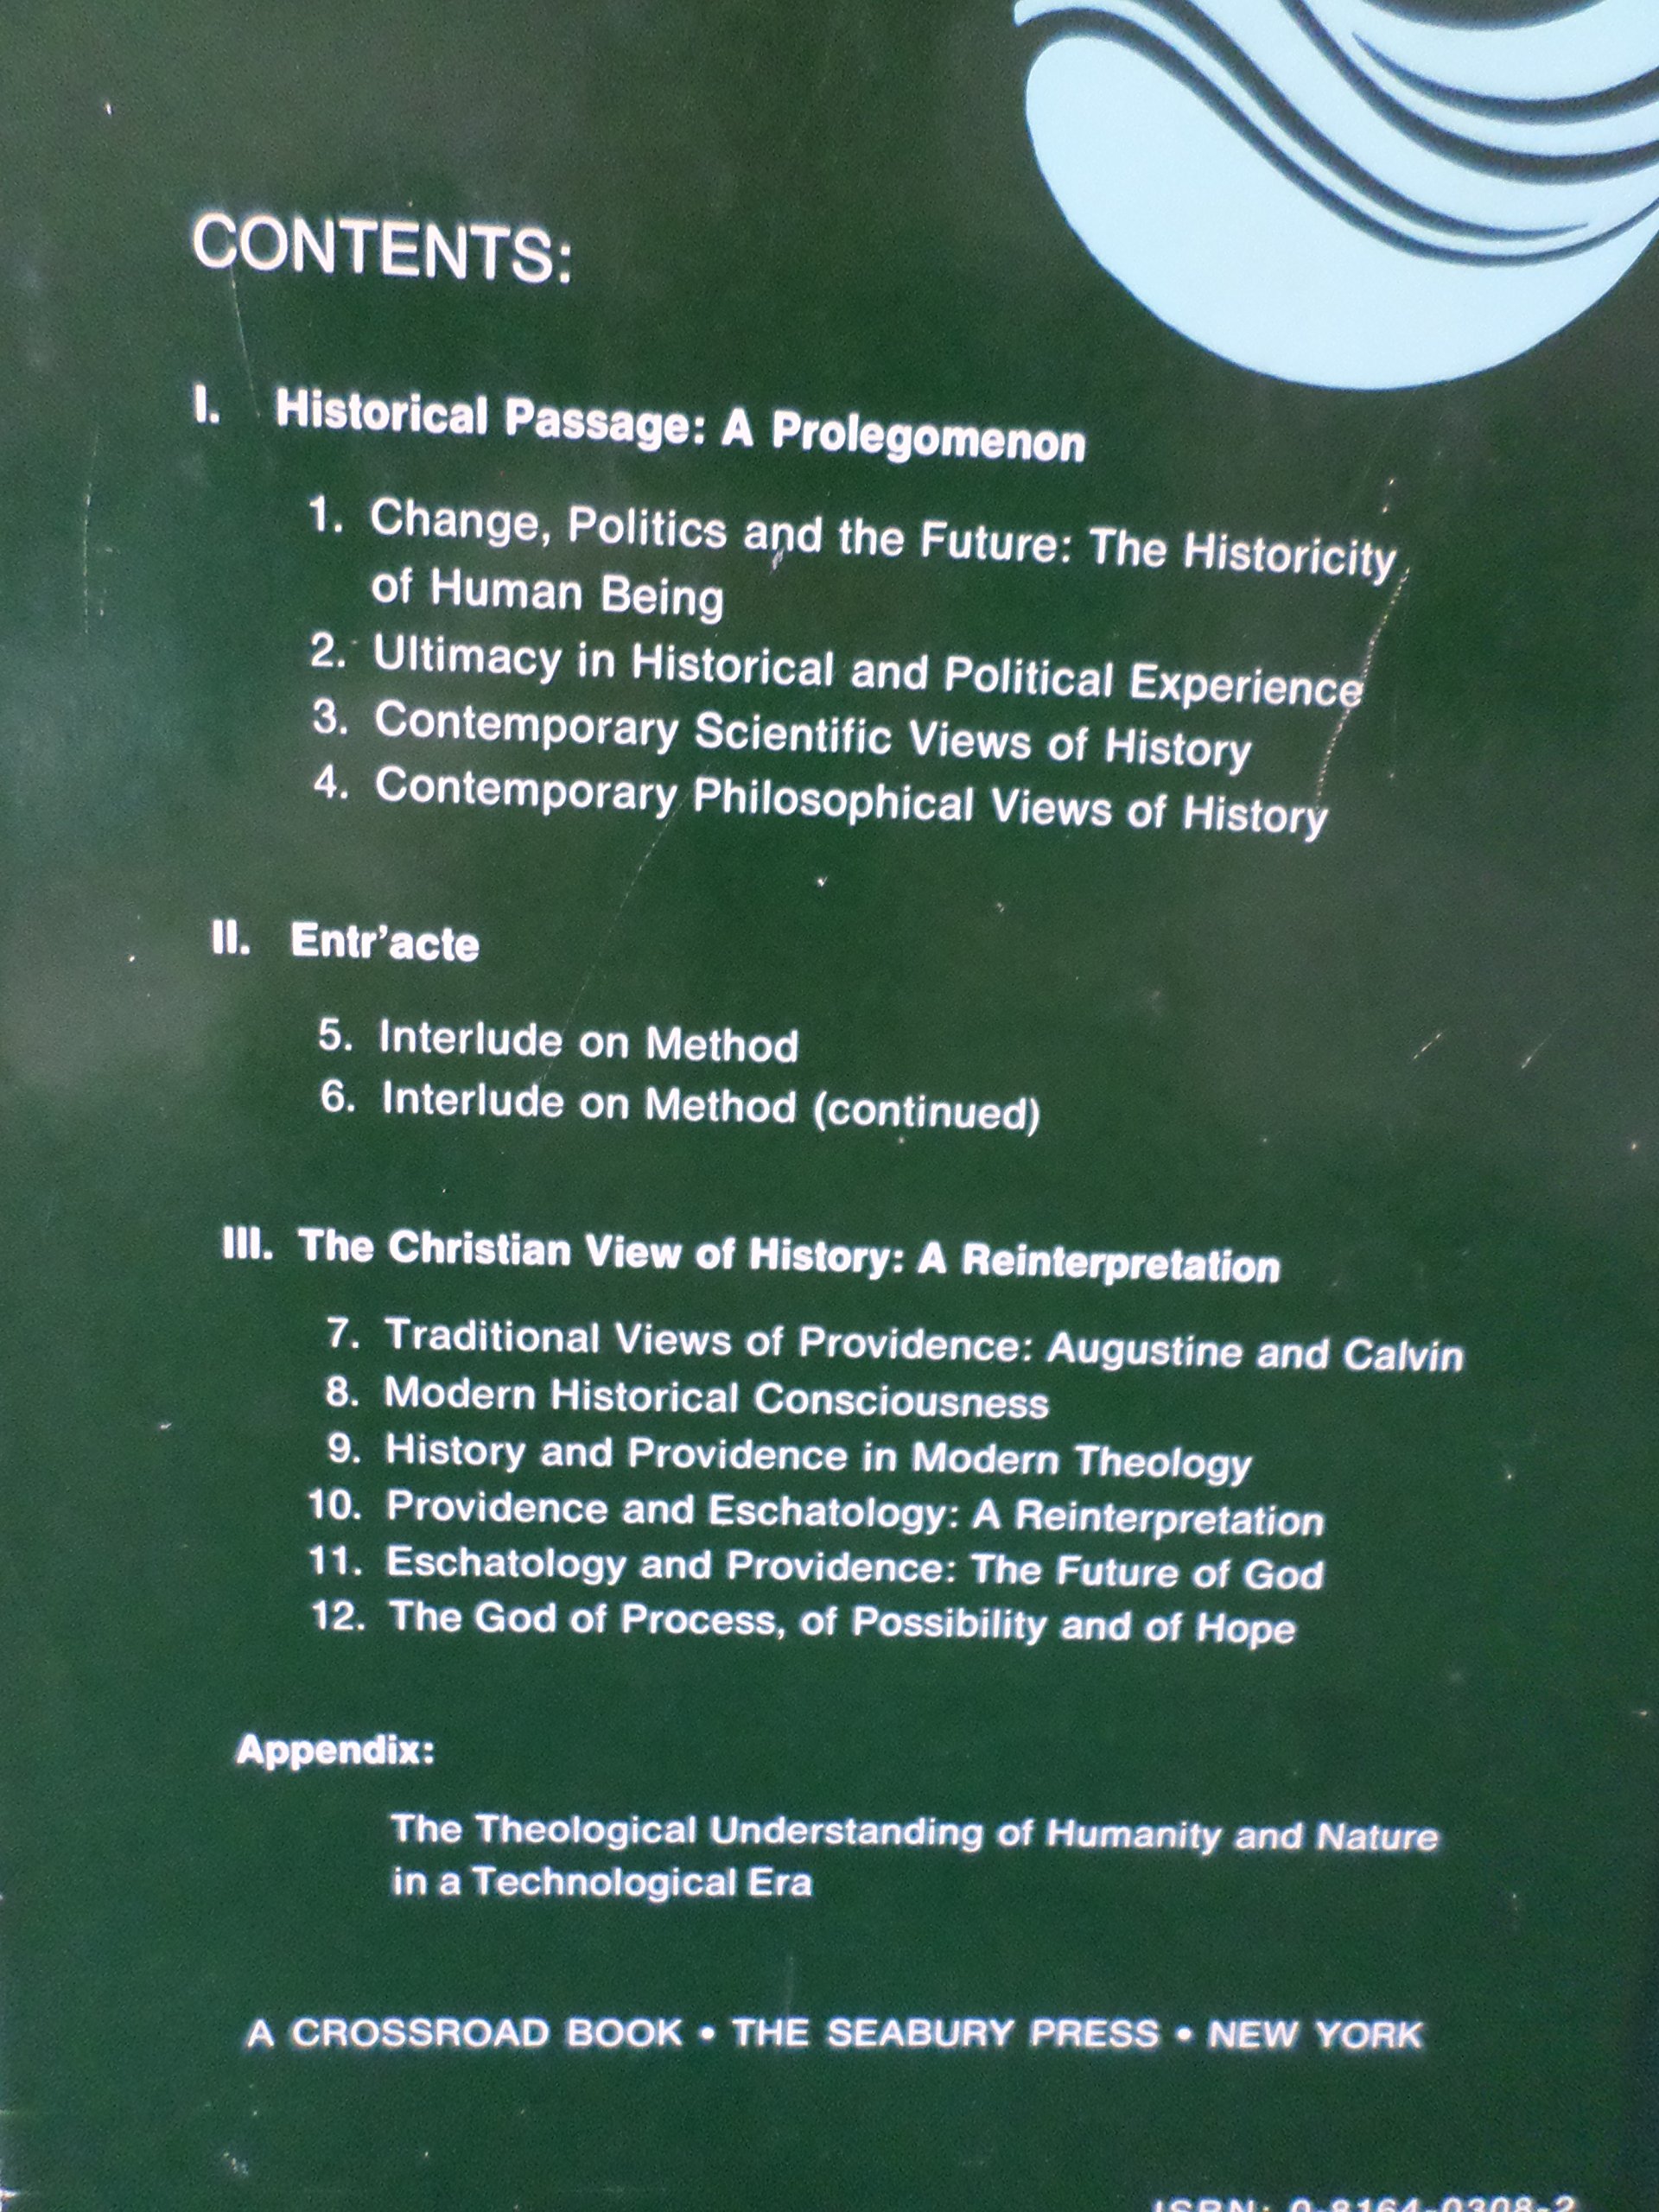 CONTENTS:
I. Historical Passage: A Prolegomenon
1. Change, Politics and the Future: The Historicity
of Human Being
2. Ultimacy in Historical and Political Experience
3. Contemporary Scientific Views of History
4. Contemporary Philosophical Views of History
II. Entr’acte
5. Interlude on Method
6. Interlude on Method (continued)
III. The Christian View of History: A Reinterpretation
7. Traditional Views of Providence: Augustine and Calvin
8. Modern Historical Consciousness
9. History and Providence in Modern Theology
10. Providence and Eschatology: A Reinterpretation
11. Eschatology and Providence: The Future of God
12. The God of Process, of Possibility and of Hope
Appendix:
The Theological Understanding of Humanity and Nature
in a Technological Era
A CROSSROAD BOOK • THE SEABURY PRESS • NEW YORK
ISBN: 0-8164-0308-2